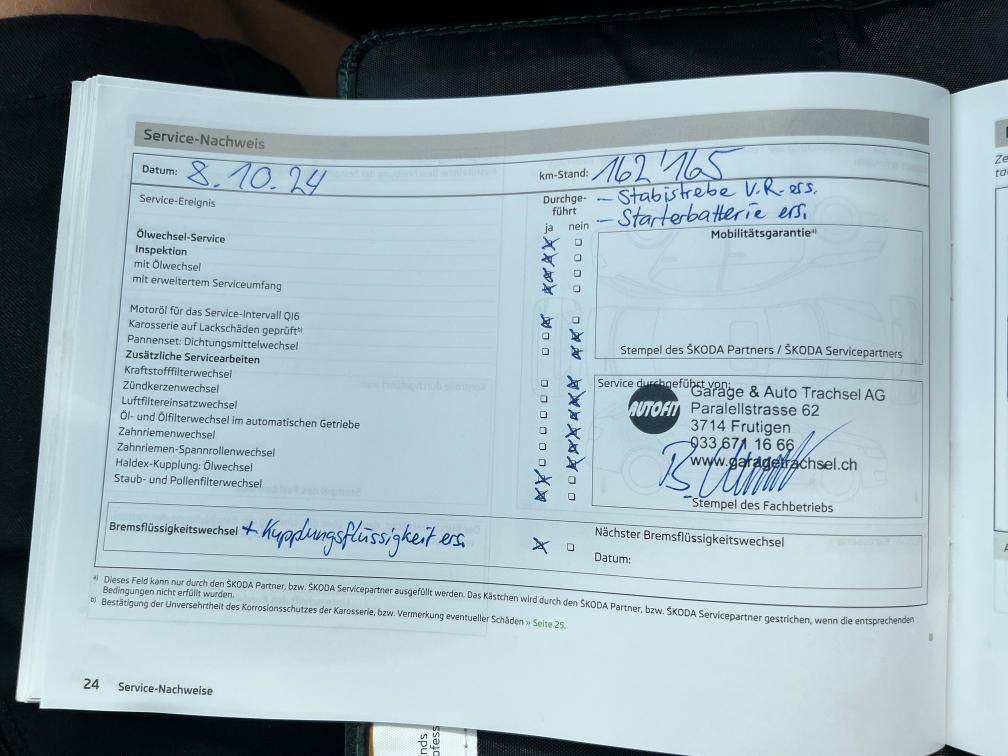 Service-Nachweis
Datum: 8.10.24
km-Stand: 162'165
Service-Ereignis
Durchge-
führt
ja nein
- Stabistrebe V.R. ers.
- Starterbatterie ers.
Mobilitätsgarantie a)
Ölwechsel-Service
Inspektion
mit Ölwechsel
mit erweitertem Serviceumfang
Motoröl für das Service-Intervall QI6
Karosserie auf Lackschäden geprüft b)
Pannenset: Dichtungsmittelwechsel
Stempel des ŠKODA Partners / ŠKODA Servicepartners
Zusätzliche Servicearbeiten
Kraftstofffilterwechsel
Zündkerzenwechsel
Luftfiltereinsatzwechsel
Öl- und Ölfilterwechsel im automatischen Getriebe
Zahnriemenwechsel
Zahnriemen-Spannrollenwechsel
Haldex-Kupplung: Ölwechsel
Staub- und Pollenfilterwechsel
Service durchgeführt von:
AUTOFIT
Garage & Auto Trachsel AG
Paralellstrasse 62
3714 Frutigen
033 671 16 66
www.garagetrachsel.ch
Stempel des Fachbetriebs
Bremsflüssigkeitswechsel + Kupplungsflüssigkeit ers.
Nächster Bremsflüssigkeitswechsel
Datum:
a) Dieses Feld kann nur durch den ŠKODA Partner, bzw. ŠKODA Servicepartner ausgefüllt werden. Das Kästchen wird durch den ŠKODA Partner, bzw. ŠKODA Servicepartner gestrichen, wenn die entsprechenden
Bedingungen nicht erfüllt wurden.
b) Bestätigung der Unversehrtheit des Korrosionsschutzes der Karosserie, bzw. Vermerkung eventueller Schäden » Seite 25.
24 Service-Nachweise